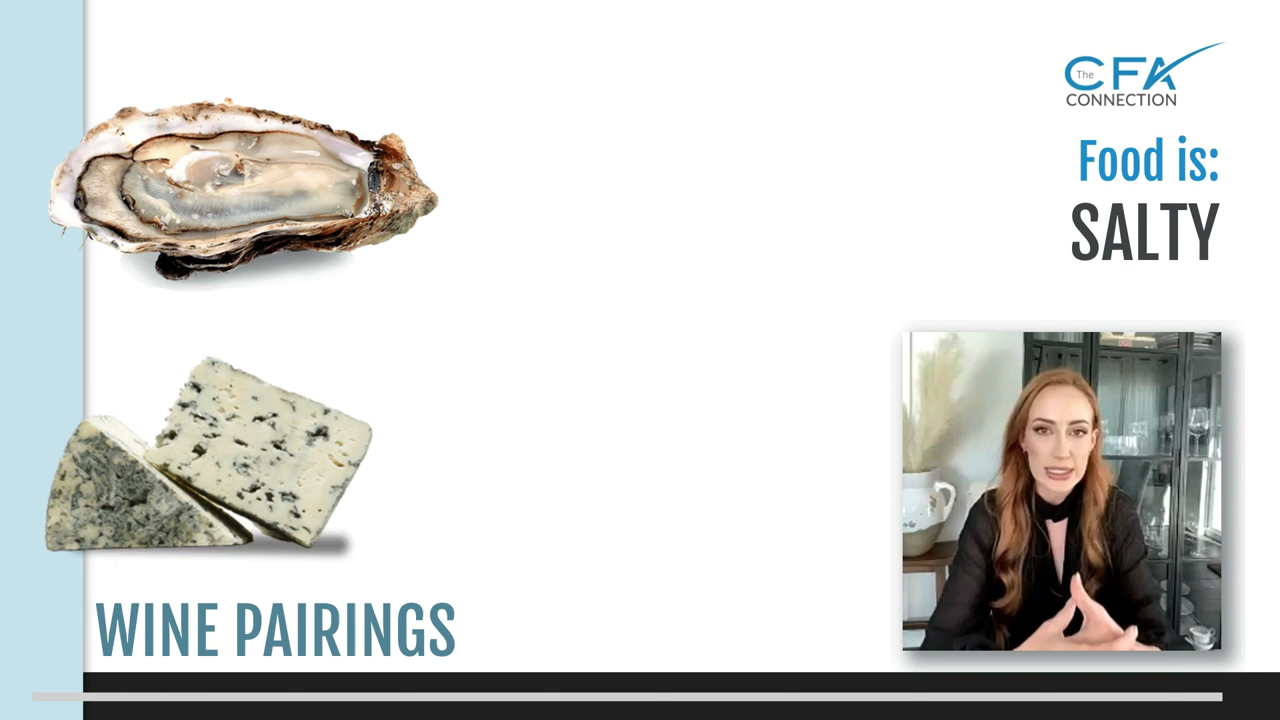 The CFA
CONNECTION
Food is:
SALTY
WINE PAIRINGS